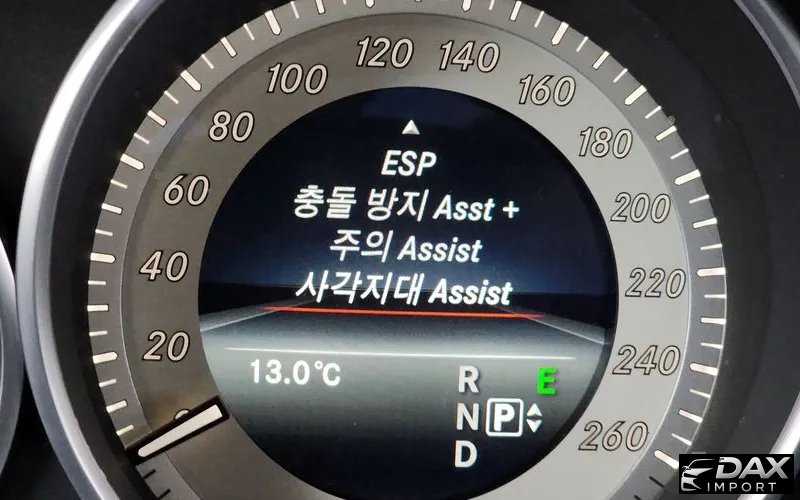 120 140
100 160
80 180
60 200
40 220
20 240
260
ESP
충돌 방지 Asst +
주의 Assist
사각지대 Assist
13.0°C
R E
N P
D
DAX
IMPORT